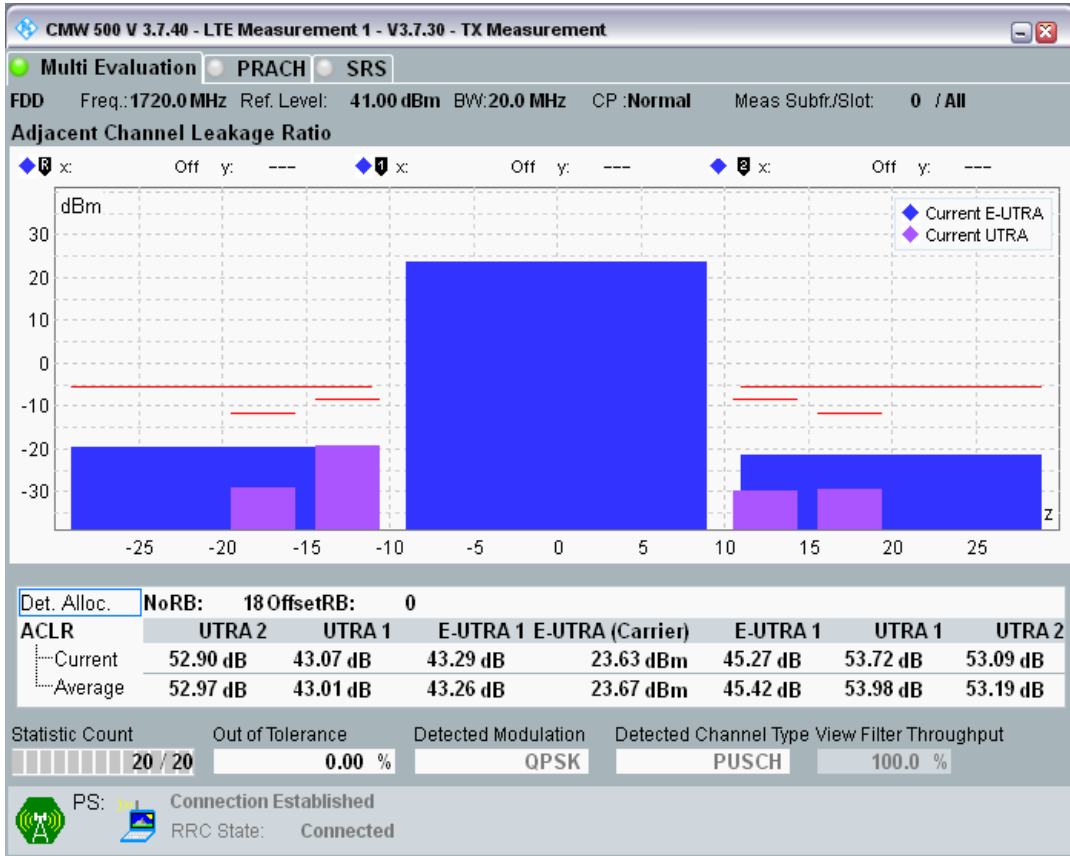 CMW 500 V 3.7.40 - LTE Measurement 1 - V3.7.30 - TX Measurement
Multi Evaluation PRACH SRS
FDD Freq.:1720.0 MHz Ref. Level: 41.00 dBm BW:20.0 MHz CP :Normal Meas Subfr./Slot: 0 / All
Adjacent Channel Leakage Ratio
R x: Off y: --- 1 x: Off y: --- 2 x: Off y: ---
dBm
Current E-UTRA
Current UTRA
30
20
10
0
-10
-20
-30
z
-25 -20 -15 -10 -5 0 5 10 15 20 25
Det. Alloc. NoRB: 18 OffsetRB: 0
ACLR UTRA 2 UTRA 1 E-UTRA 1 E-UTRA (Carrier) E-UTRA 1 UTRA 1 UTRA 2
Current 52.90 dB 43.07 dB 43.29 dB 23.63 dBm 45.27 dB 53.72 dB 53.09 dB
Average 52.97 dB 43.01 dB 43.26 dB 23.67 dBm 45.42 dB 53.98 dB 53.19 dB
Statistic Count Out of Tolerance Detected Modulation Detected Channel Type View Filter Throughput
20 / 20 0.00 % QPSK PUSCH 100.0 %
PS: Connection Established
RRC State: Connected